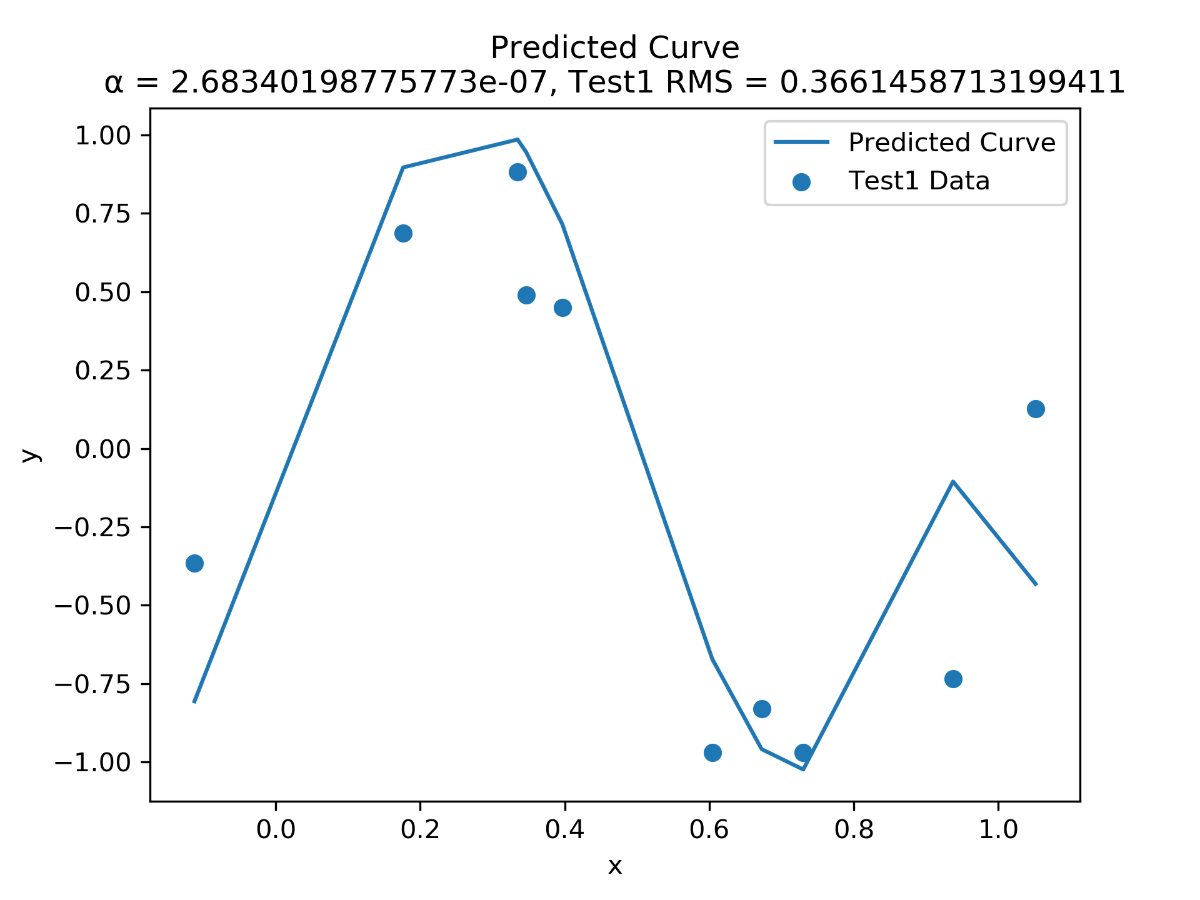 Predicted Curve
α = 2.68340198775773e-07, Test1 RMS = 0.3661458713199411
Predicted Curve
Test1 Data
1.00
0.75
0.50
0.25
0.00
−0.25
−0.50
−0.75
−1.00
y
0.0 0.2 0.4 0.6 0.8 1.0
x